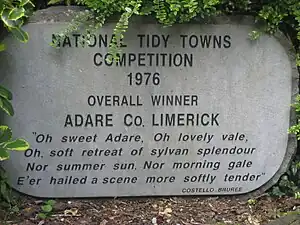 NATIONAL TIDY TOWNS
COMPETITION
1976
OVERALL WINNER
ADARE CO. LIMERICK
"Oh sweet Adare, Oh lovely vale,
Oh, soft retreat of sylvan splendour
Nor summer sun, Nor morning gale
E'er hailed a scene more softly tender"
COSTELLO. BRUREE